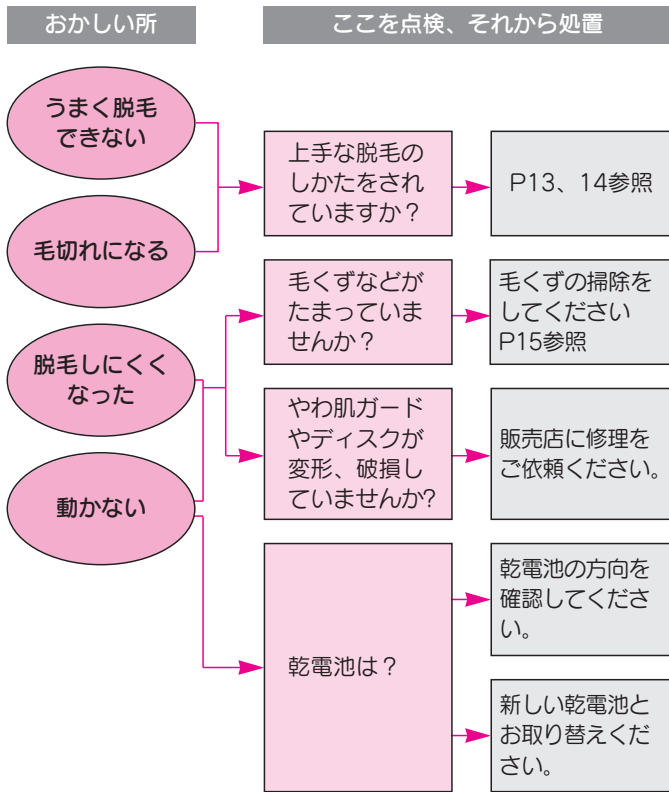 おかしい所
ここを点検、それから処置
うまく脱毛
できない
毛切れになる
脱毛しにくく
なった
動かない
上手な脱毛の
しかたをされ
ていますか？
P13、14参照
毛くずなどが
たまっていま
せんか？
毛くずの掃除を
してください
P15参照
やわ肌ガード
やディスクが
変形、破損し
ていませんか?
販売店に修理を
ご依頼ください。
乾電池は？
乾電池の方向を
確認してくださ
い。
新しい乾電池と
お取り替えくだ
さい。